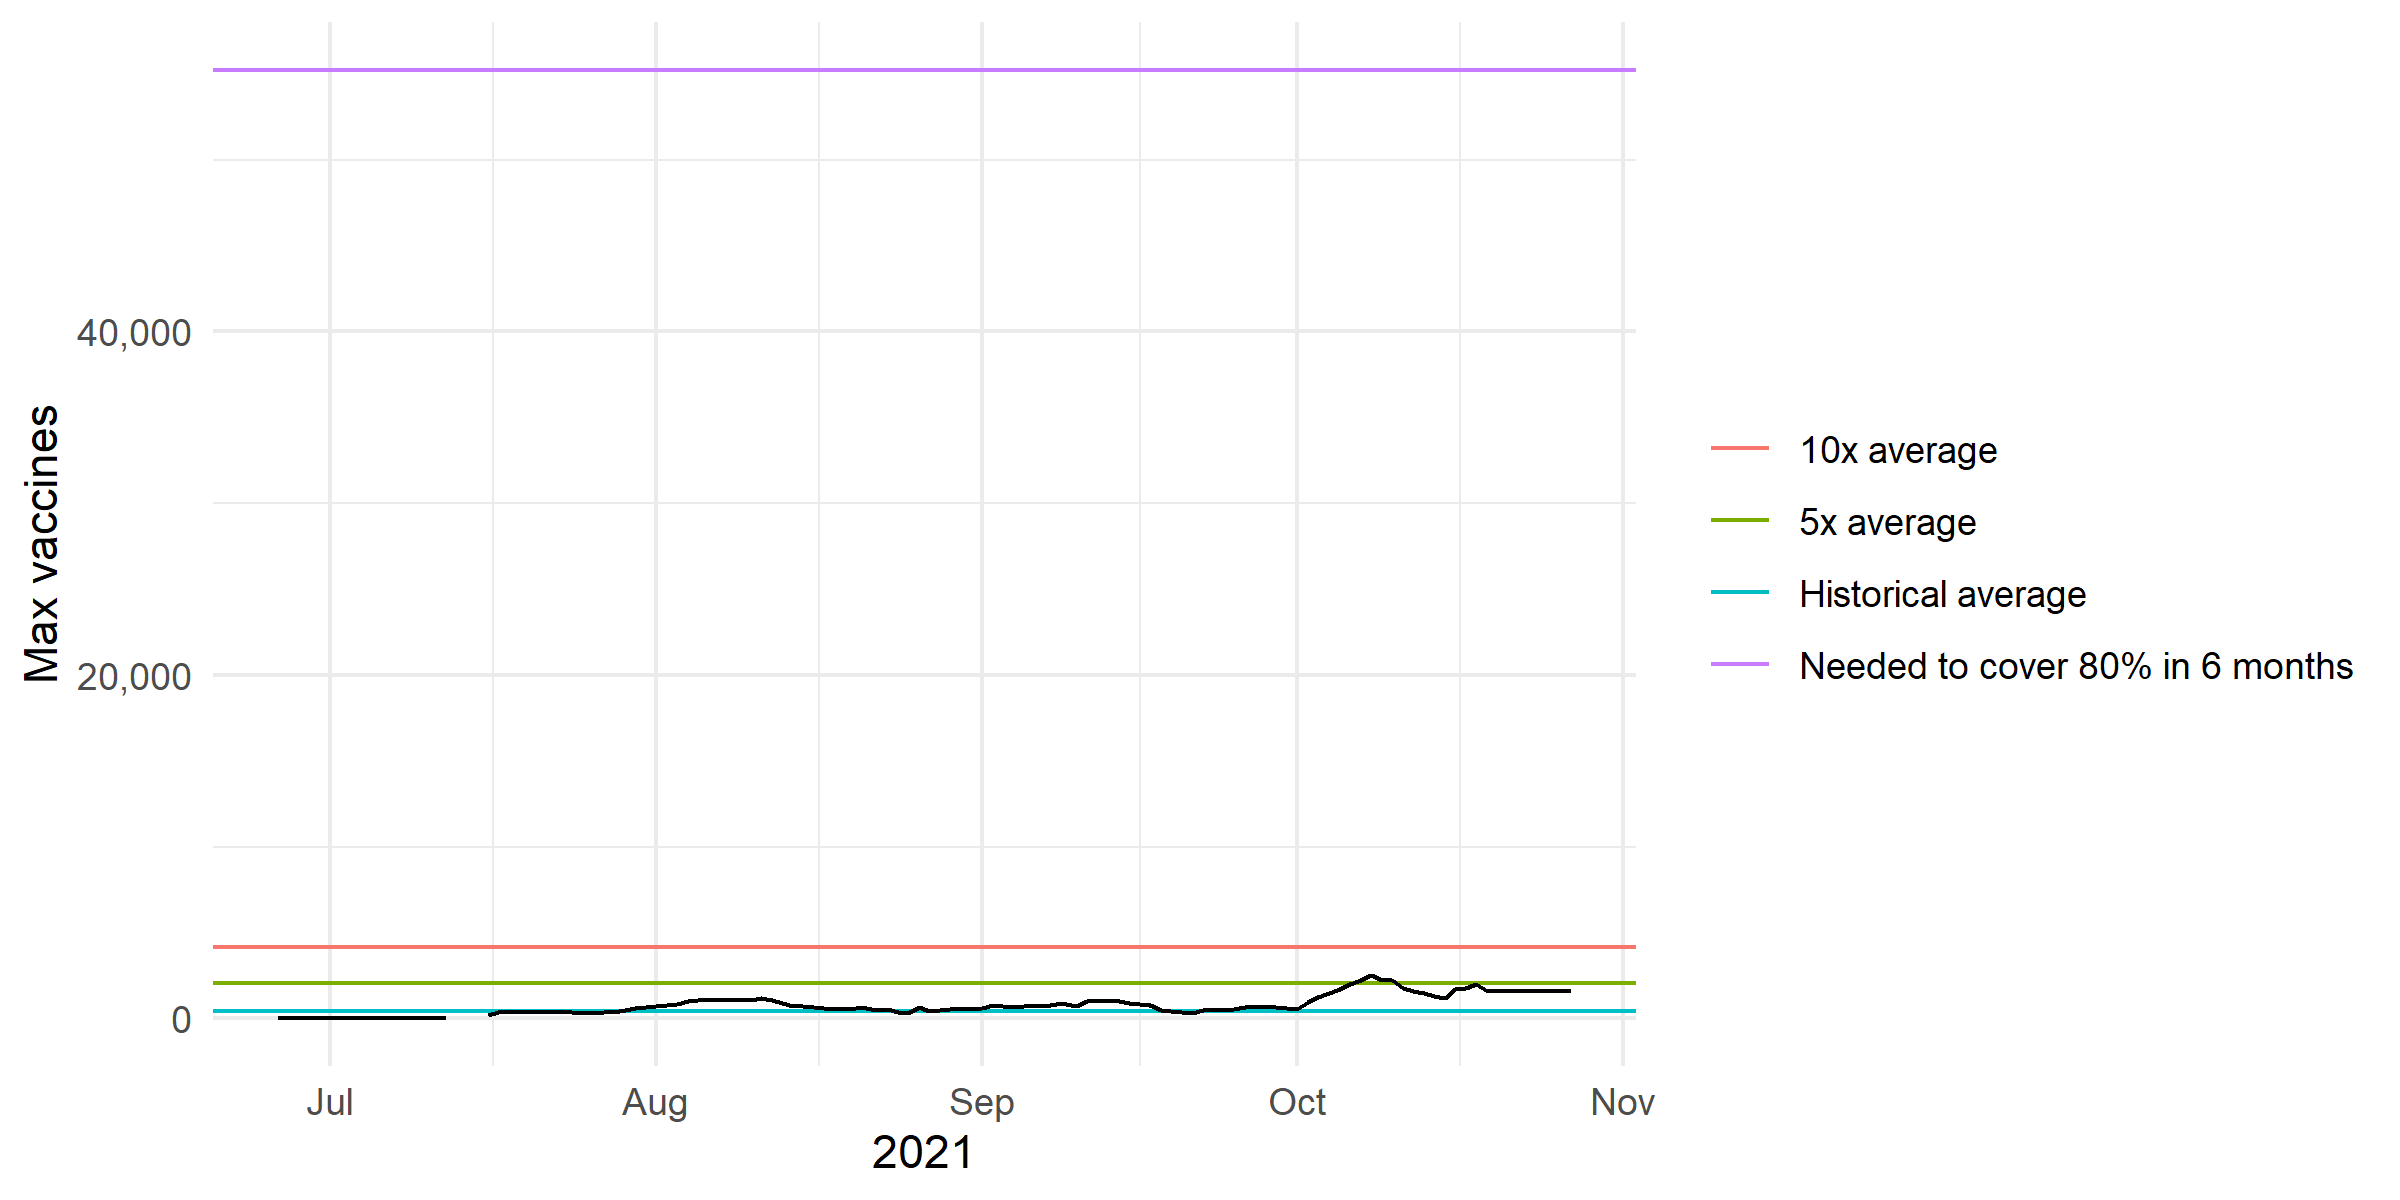 Max vaccines
40,000
20,000
0
Jul Aug Sep Oct Nov
2021
10x average
5x average
Historical average
Needed to cover 80% in 6 months